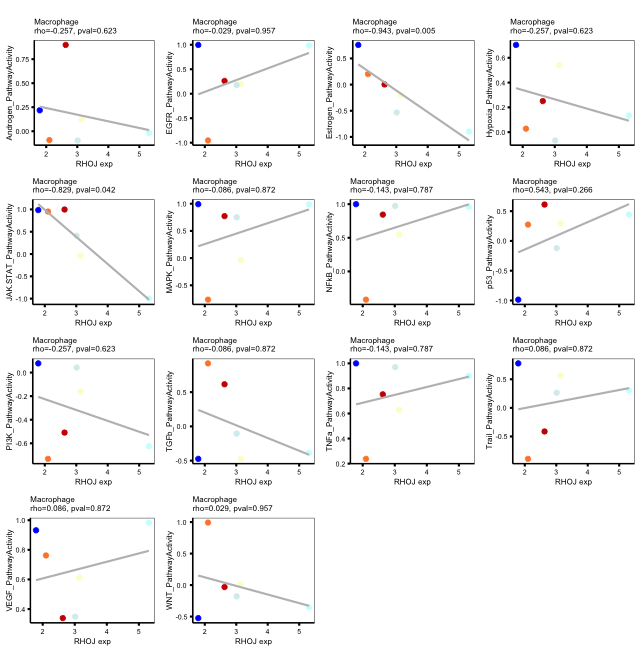 Macrophage
rho=-0.257, pval=0.623
Androgen_PathwayActivity
0.75
0.50
0.25
0.00
2 3 4 5
RHOJ exp
Macrophage
rho=-0.029, pval=0.957
EGFR_PathwayActivity
1.0
0.5
0.0
-0.5
-1.0
2 3 4 5
RHOJ exp
Macrophage
rho=-0.943, pval=0.005
Estrogen_PathwayActivity
0.5
0.0
-0.5
-1.0
2 3 4 5
RHOJ exp
Macrophage
rho=-0.257, pval=0.623
Hypoxia_PathwayActivity
0.6
0.4
0.2
0.0
2 3 4 5
RHOJ exp
Macrophage
rho=-0.829, pval=0.042
JAK-STAT_PathwayActivity
1.0
0.5
0.0
-0.5
-1.0
2 3 4 5
RHOJ exp
Macrophage
rho=-0.086, pval=0.872
MAPK_PathwayActivity
1.0
0.5
0.0
-0.5
2 3 4 5
RHOJ exp
Macrophage
rho=-0.143, pval=0.787
NFkB_PathwayActivity
1.0
0.5
0.0
2 3 4 5
RHOJ exp
Macrophage
rho=0.543, pval=0.266
p53_PathwayActivity
0.5
0.0
-0.5
-1.0
2 3 4 5
RHOJ exp
Macrophage
rho=-0.257, pval=0.623
PI3K_PathwayActivity
0.0
-0.2
-0.4
-0.6
2 3 4 5
RHOJ exp
Macrophage
rho=-0.086, pval=0.872
TGFb_PathwayActivity
0.5
0.0
-0.5
2 3 4 5
RHOJ exp
Macrophage
rho=-0.143, pval=0.787
TNFa_PathwayActivity
1.0
0.8
0.6
0.4
0.2
2 3 4 5
RHOJ exp
Macrophage
rho=0.086, pval=0.872
Trail_PathwayActivity
0.5
0.0
-0.5
2 3 4 5
RHOJ exp
Macrophage
rho=0.086, pval=0.872
VEGF_PathwayActivity
1.0
0.8
0.6
0.4
2 3 4 5
RHOJ exp
Macrophage
rho=0.029, pval=0.957
WNT_PathwayActivity
1.0
0.5
0.0
-0.5
2 3 4 5
RHOJ exp